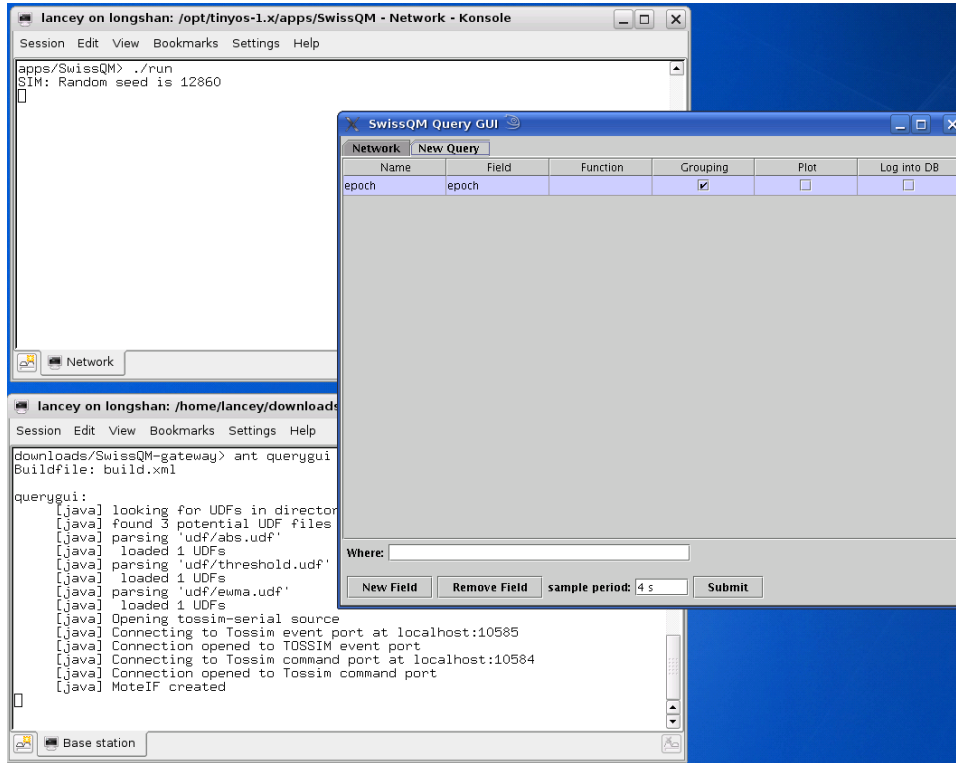 lancey on longshan: /opt/tinyos-1.x/apps/SwissQM - Network - Konsole
Session Edit View Bookmarks Settings Help
apps/SwissQM> ./run
SIM: Random seed is 12860
Network
SwissQM Query GUI
Network New Query
Name Field Function Grouping Plot Log into DB
epoch epoch
Where:
New Field Remove Field sample period: 4 s Submit
lancey on longshan: /home/lancey/downloads
Session Edit View Bookmarks Settings Help
downloads/SwissQM-gateway> ant querygui
Buildfile: build.xml
querygui:
[java] looking for UDFs in director
[java] found 3 potential UDF files
[java] parsing 'udf/abs.udf'
[java] loaded 1 UDFs
[java] parsing 'udf/threshold.udf'
[java] loaded 1 UDFs
[java] parsing 'udf/ewma.udf'
[java] loaded 1 UDFs
[java] Opening tossim-serial source
[java] Connecting to Tossim event port at localhost:10585
[java] Connection opened to TOSSIM event port
[java] Connecting to Tossim command port at localhost:10584
[java] Connection opened to Tossim command port
[java] MoteIF created
Base station